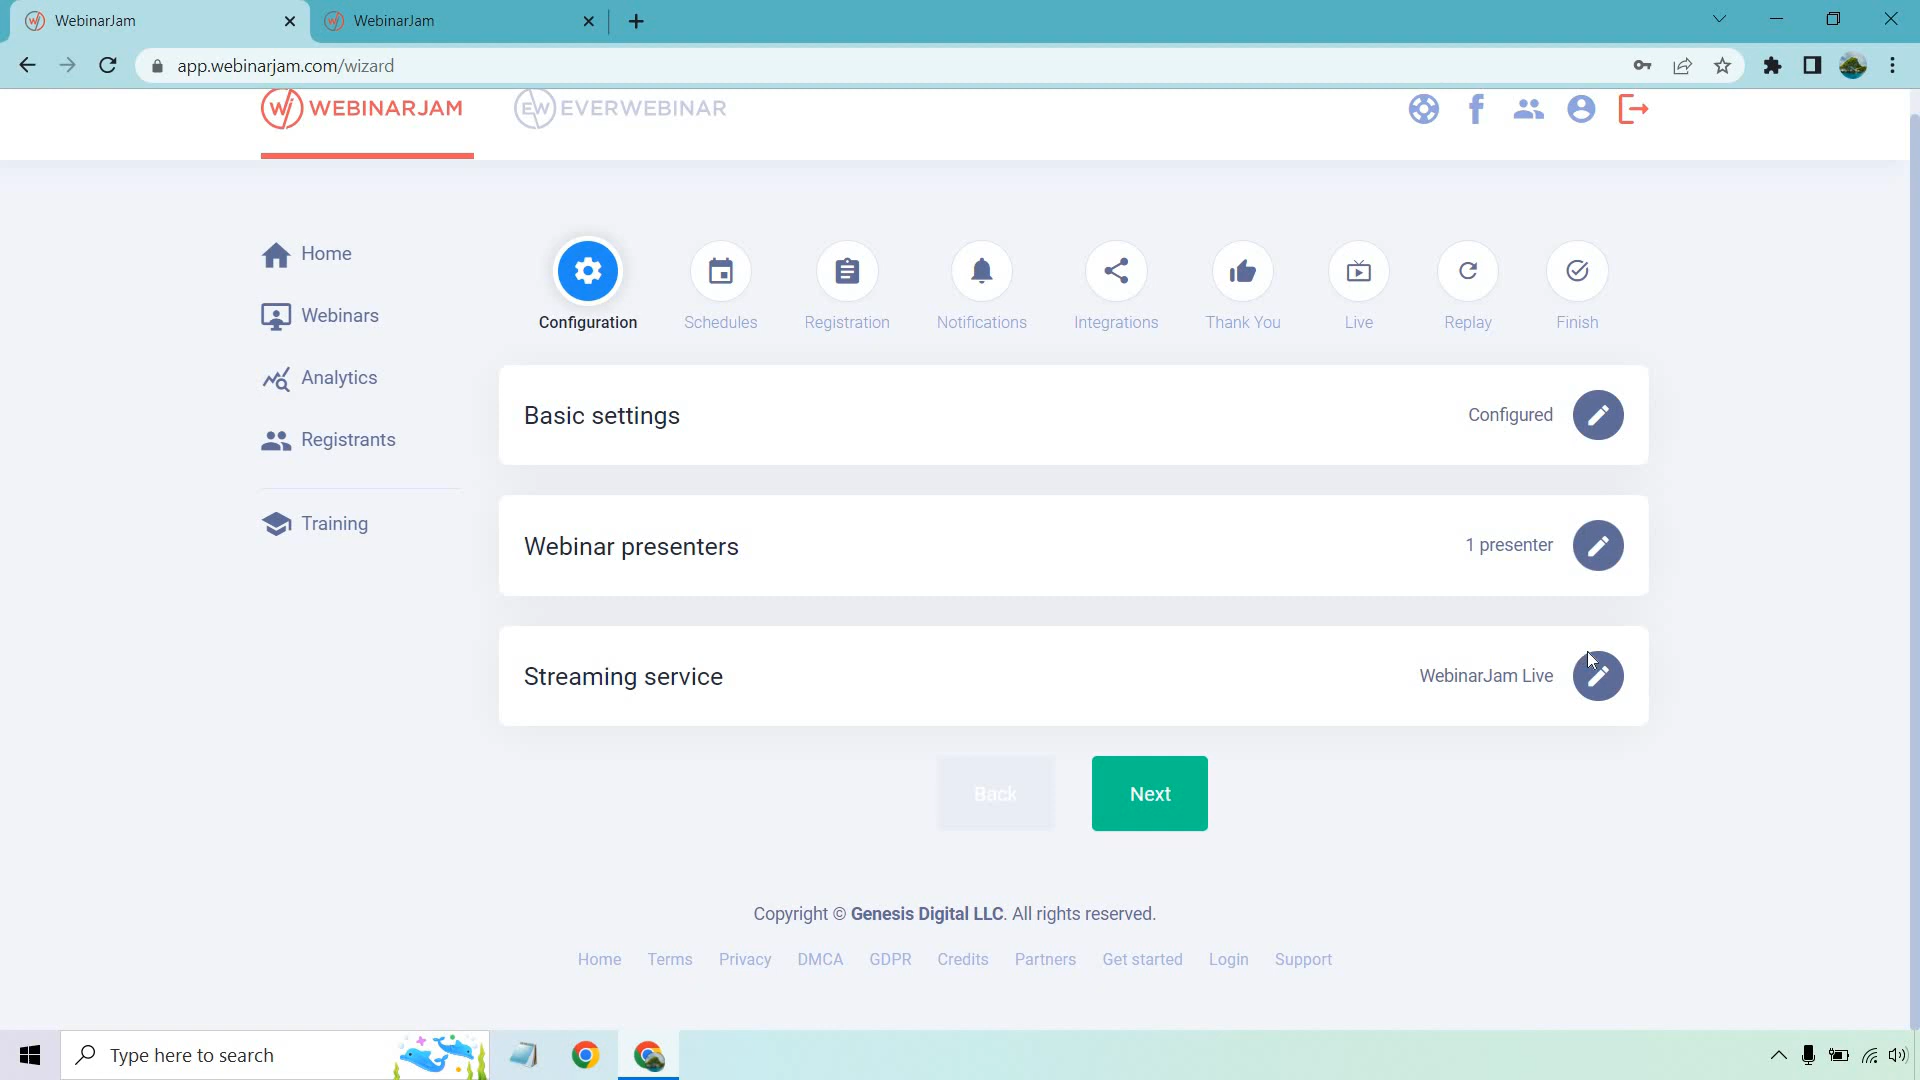 WebinarJam
WebinarJam
app.webinarjam.com/wizard
WEBINARJAM
EVERWEBINAR
Home
Webinars
Analytics
Registrants
Training
Configuration
Schedules
Registration
Notifications
Integrations
Thank You
Live
Replay
Finish
Basic settings
Configured
Webinar presenters
1 presenter
Streaming service
WebinarJam Live
Back
Next
Copyright © Genesis Digital LLC. All rights reserved.
Home Terms Privacy DMCA GDPR Credits Partners Get started Login Support
Type here to search